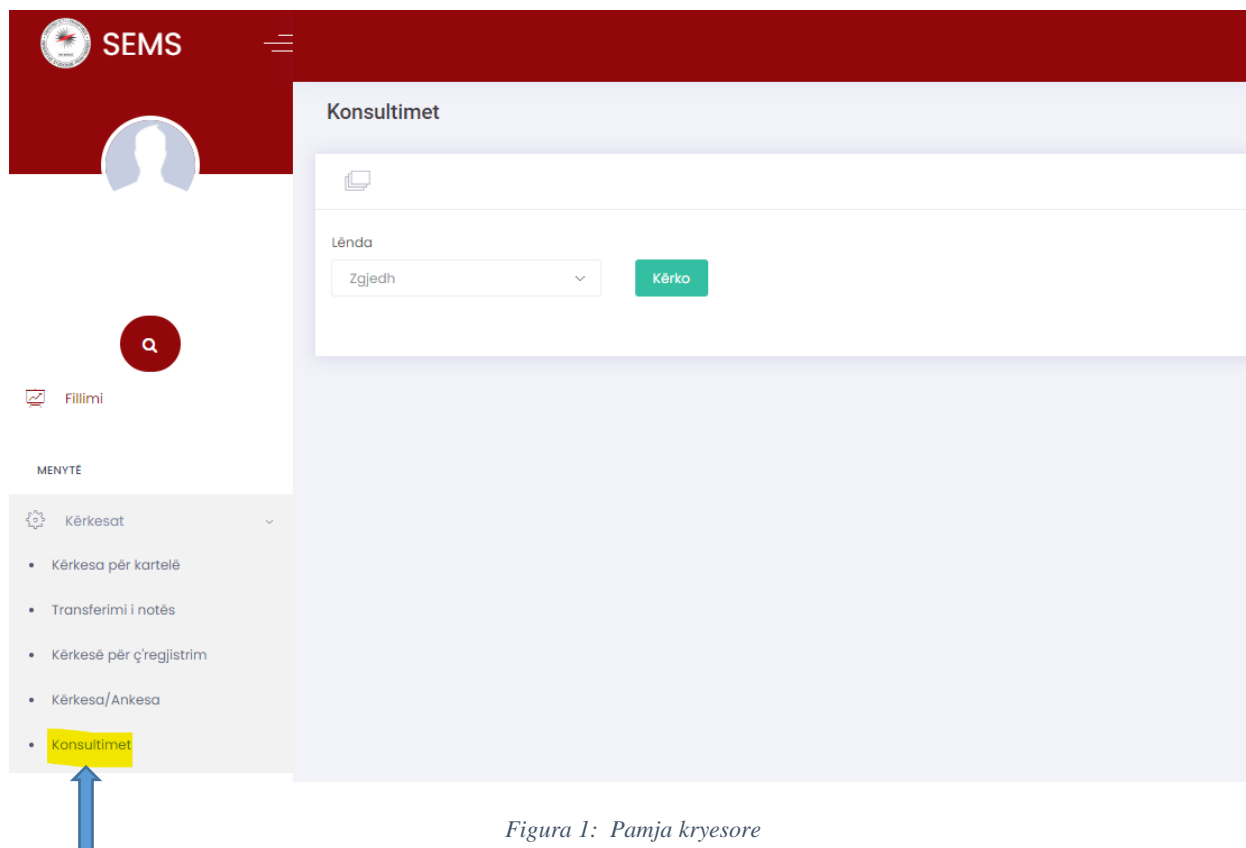 SEMS
Konsultimet
Lënda
Zgjedh
Kërko
Fillimi
MENYTË
Kërkesat
Kërkesa për kartelë
Transferimi i notës
Kërkesë për ç'regjistrim
Kërkesa/Ankesa
Konsultimet
Figura 1: Pamja kryesore